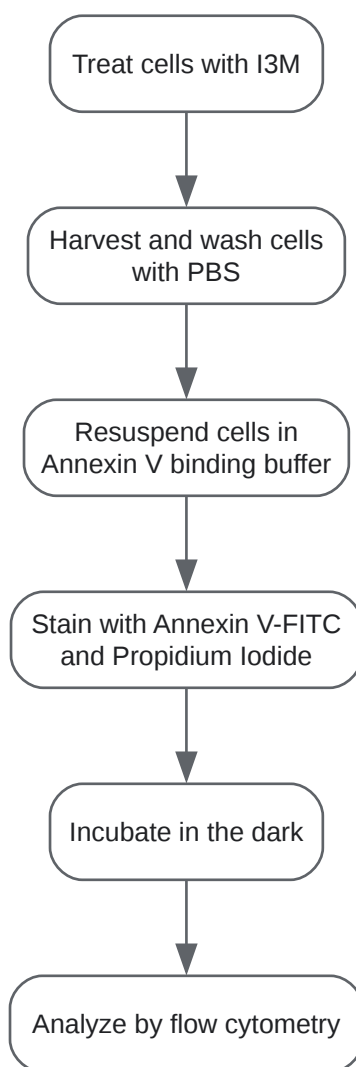 Treat cells with I3M
Harvest and wash cells
with PBS
Resuspend cells in
Annexin V binding buffer
Stain with Annexin V-FITC
and Propidium Iodide
Incubate in the dark
Analyze by flow cytometry